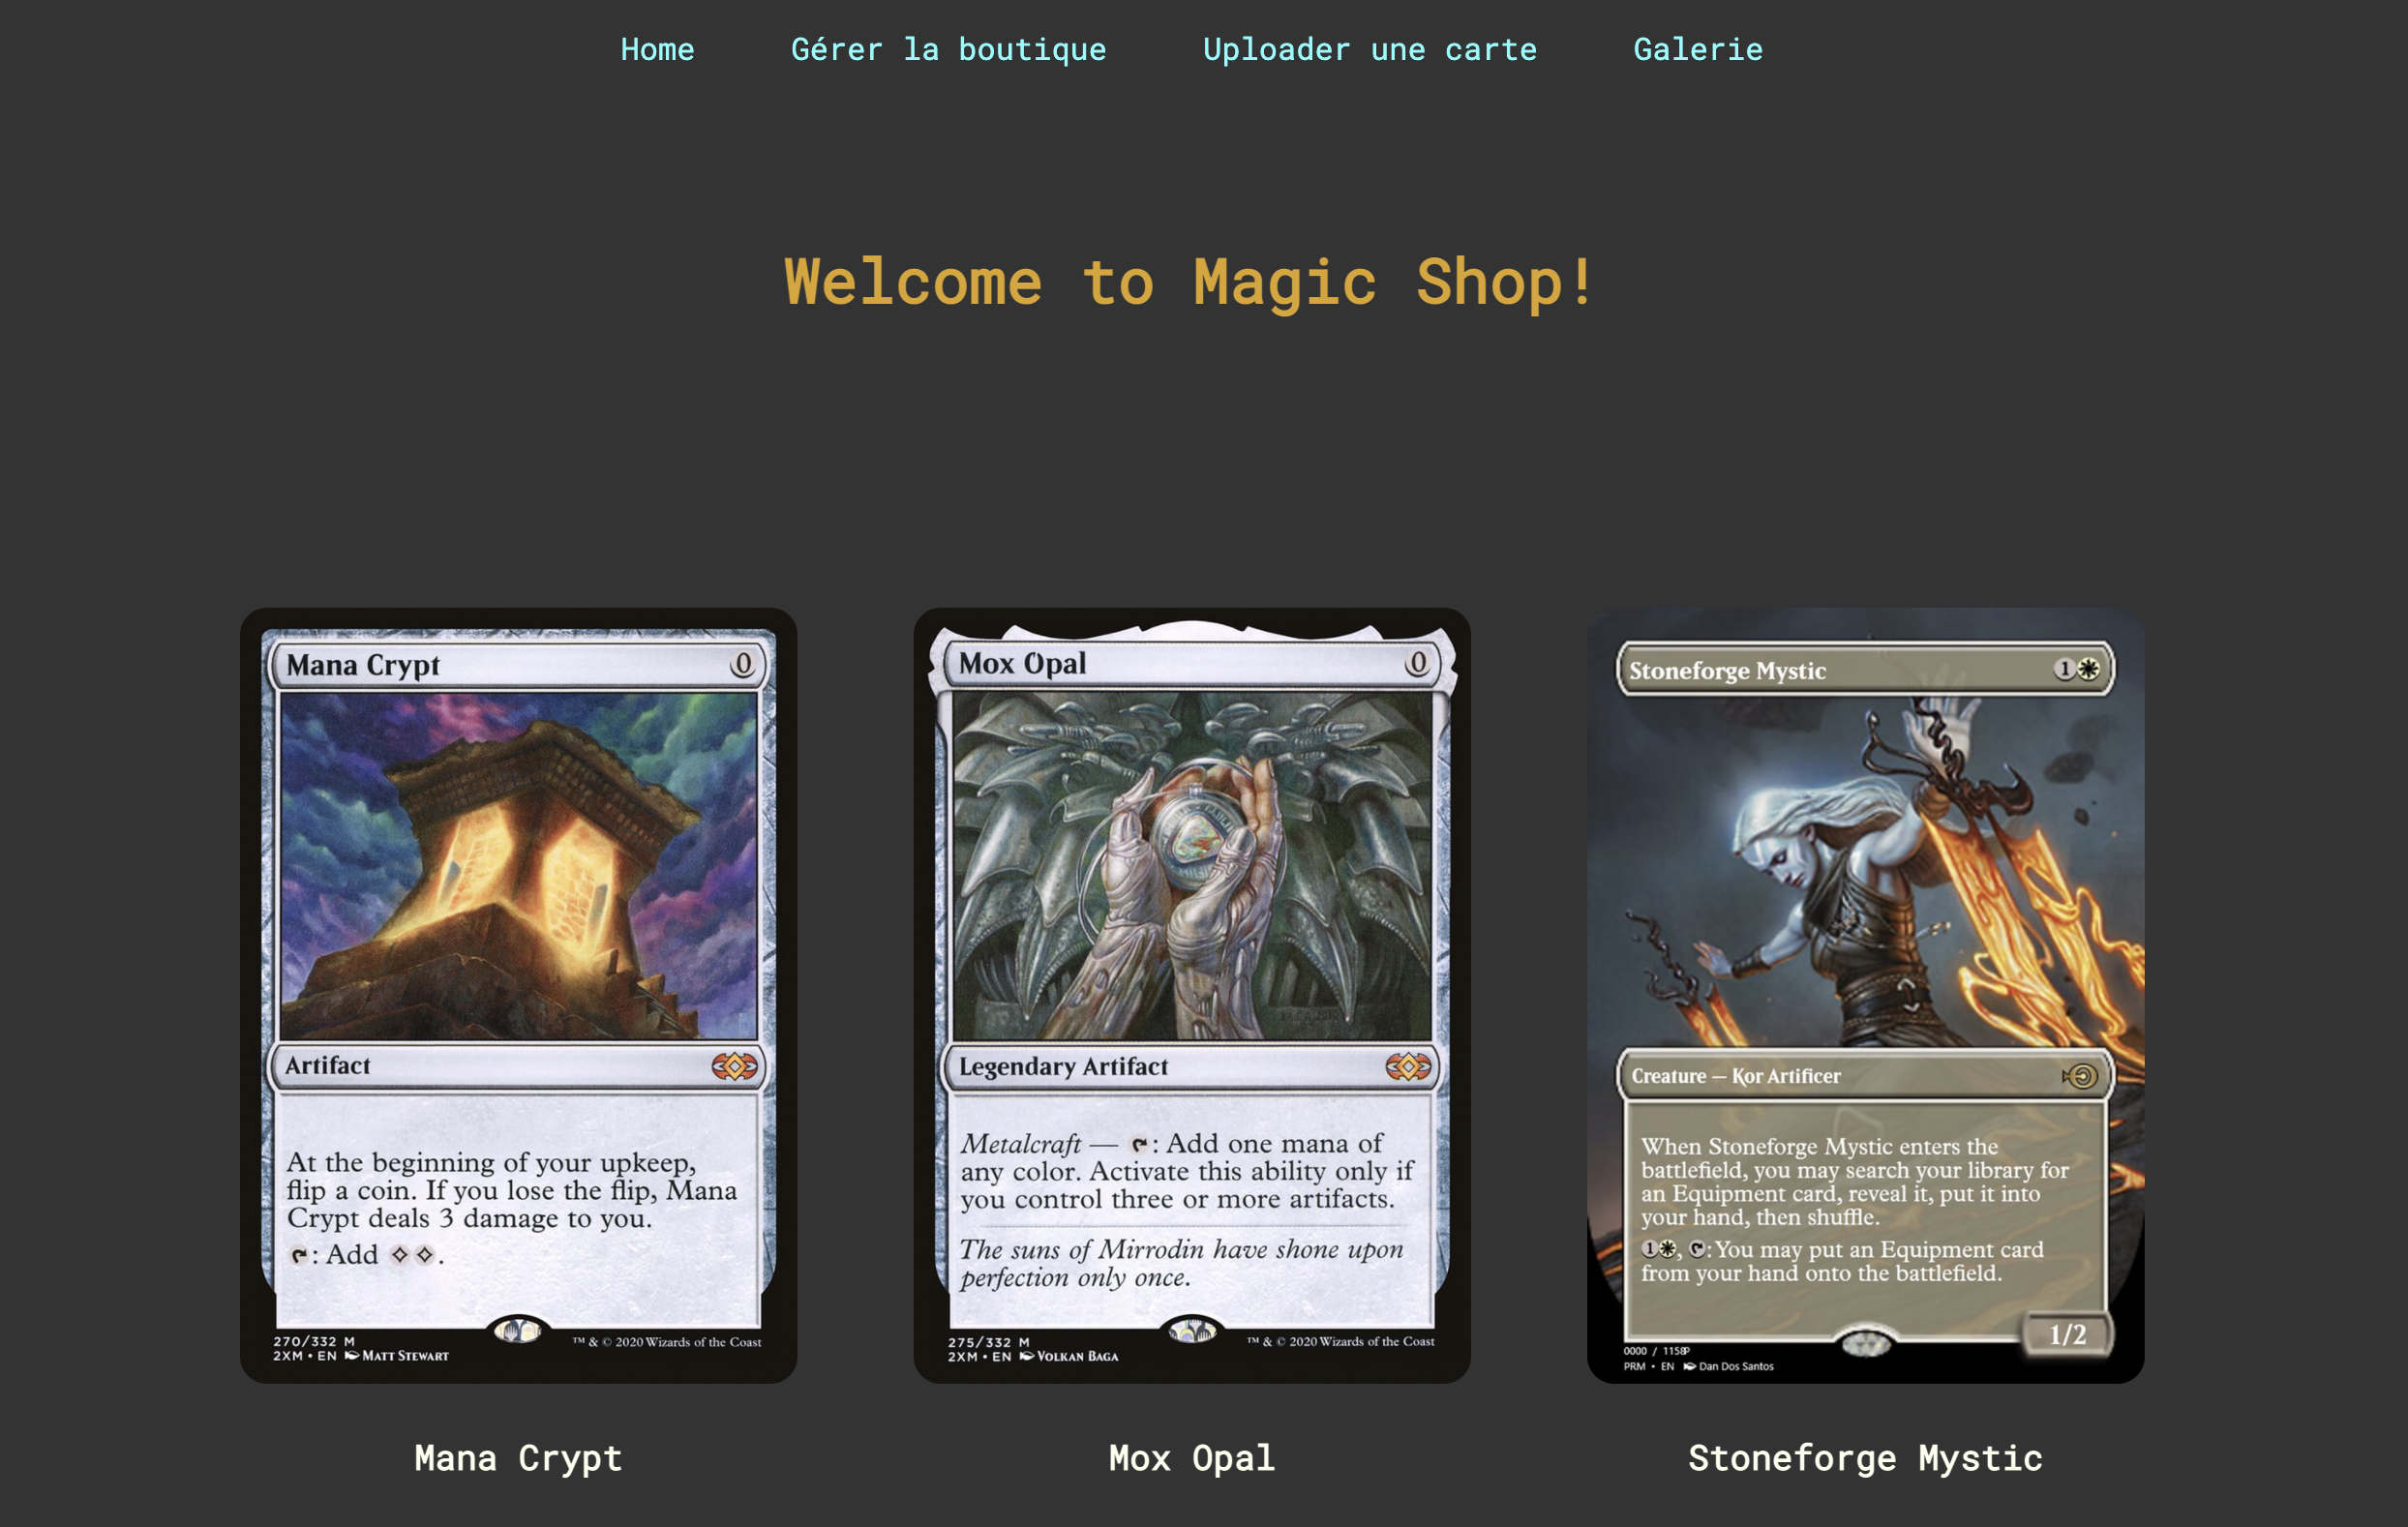 Home Gérer la boutique Uploader une carte Galerie
Welcome to Magic Shop!
Mana Crypt 0
Artifact
At the beginning of your upkeep,
flip a coin. If you lose the flip, Mana
Crypt deals 3 damage to you.
: Add .
270/332 M
2XM • EN MATT STEWART
™ & © 2020 Wizards of the Coast
Mox Opal 0
Legendary Artifact
Metalcraft — : Add one mana of
any color. Activate this ability only if
you control three or more artifacts.
The suns of Mirrodin have shone upon
perfection only once.
275/332 M
2XM • EN VOLKAN BAGA
™ & © 2020 Wizards of the Coast
Stoneforge Mystic 1
Creature — Kor Artificer
When Stoneforge Mystic enters the
battlefield, you may search your library for
an Equipment card, reveal it, put it into
your hand, then shuffle.
1, : You may put an Equipment card
from your hand onto the battlefield.
1/2
0000 / 1158P
PRM • EN Dan Dos Santos
Mana Crypt
Mox Opal
Stoneforge Mystic